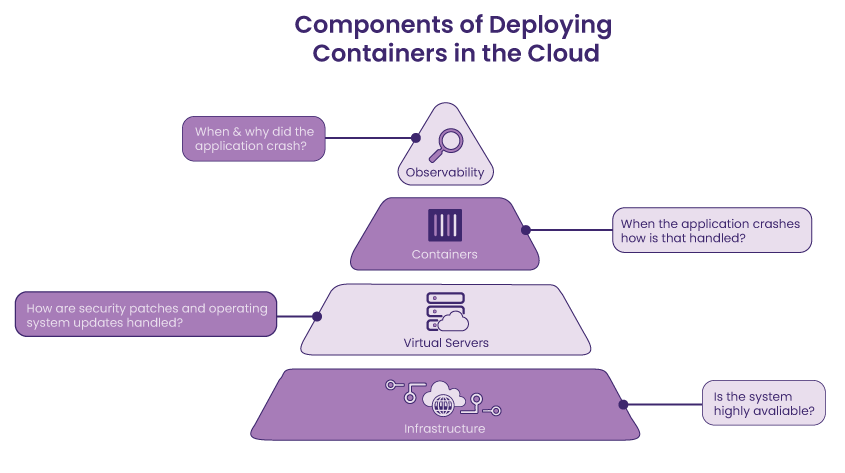 Components of Deploying
Containers in the Cloud
When & why did the
application crash?
Observability
Containers
When the application crashes
how is that handled?
How are security patches and operating
system updates handled?
Virtual Servers
Infrastructure
Is the system
highly avaliable?